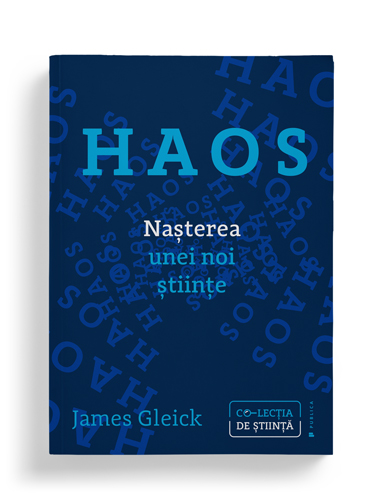 HAOS
Nașterea
unei noi
științe
James Gleick
CO-LECȚIA
DE ȘTIINȚĂ
PUBLICA